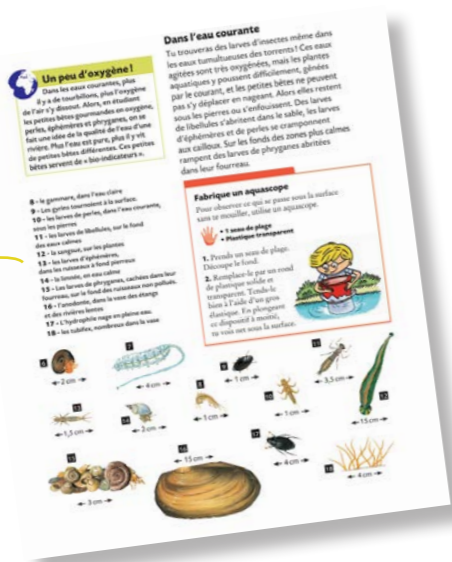 Un peu d'oxygène !
Dans les eaux courantes, plus
il y a de tourbillons, plus l'oxygène
de l'air s'y dissout. Alors, en étudiant
les petites bêtes gourmandes en oxygène,
perles, éphémères et phryganes, on se
fait une idée de la qualité de l'eau d'une
rivière. Plus l'eau est pure, plus il y vit
de petites bêtes différentes. Ces petites
bêtes servent de « bio-indicateurs ».
8 - le gammare, dans l'eau claire
9 - Les gyrins tournoient à la surface.
10 - les larves de perles, dans l'eau courante,
sous les pierres
11 - les larves de libellules, sur le fond
des eaux calmes
12 - la sangsue, sur les plantes
13 - les larves d'éphémères,
dans les ruisseaux à fond pierreux
14 - la limnée, en eau calme
15 - Les larves de phryganes, cachées dans leur
fourreau, sur le fond des ruisseaux non pollués.
16 - l'anodonte, dans la vase des étangs
et des rivières lentes
17 - L'hydrophile nage en pleine eau.
18 - les tubifex, nombreux dans la vase
Dans l'eau courante
Tu trouveras des larves d'insectes même dans
les eaux tumultueuses des torrents ! Ces eaux
agitées sont très oxygénées, mais les plantes
aquatiques y poussent difficilement, gênées
par le courant, et les petites bêtes ne peuvent
pas s'y déplacer en nageant. Alors elles restent
sous les pierres ou s'enfouissent. Des larves
de libellules s'abritent dans le sable, les larves
d'éphémères et de perle se cramponnent
aux cailloux. Sur les fonds des zones plus calmes
rampent des larves de phryganes abritées
dans leur fourreau.
Fabrique un aquascope
Pour observer ce qui se passe sous la surface
sans te mouiller, utilise un aquascope.
• 1 seau de plage
• Plastique transparent
1. Prends un seau de plage.
Découpe le fond.
2. Remplace-le par un rond
de plastique solide et
transparent. Tends-le
bien à l'aide d'un gros
élastique. En plongeant
ce dispositif à moitié,
tu vois net sous la surface.
6
2 cm
7
4 cm
8
1 cm
9
1 cm
10
1 cm
11
3,5 cm
12
15 cm
13
1,5 cm
14
2 cm
15
3 cm
16
15 cm
17
4 cm
18
4 cm